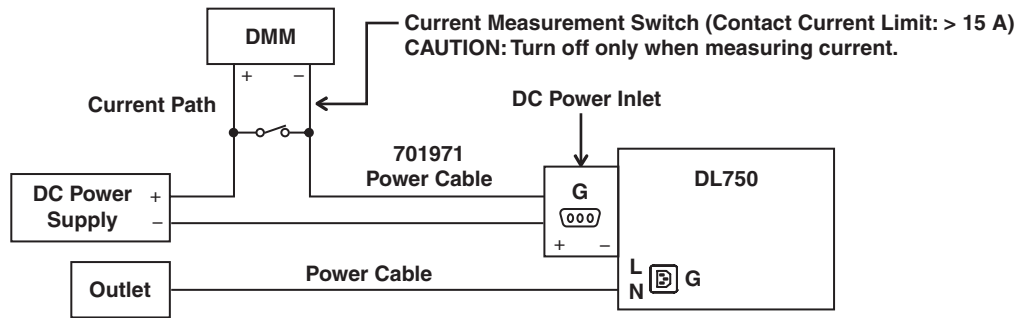 DMM
+ −
Current Measurement Switch (Contact Current Limit: > 15 A)
CAUTION: Turn off only when measuring current.
Current Path
DC Power Inlet
701971
Power Cable
DC Power
Supply
+
−
G
+ −
DL750
Outlet
Power Cable
L
N
G